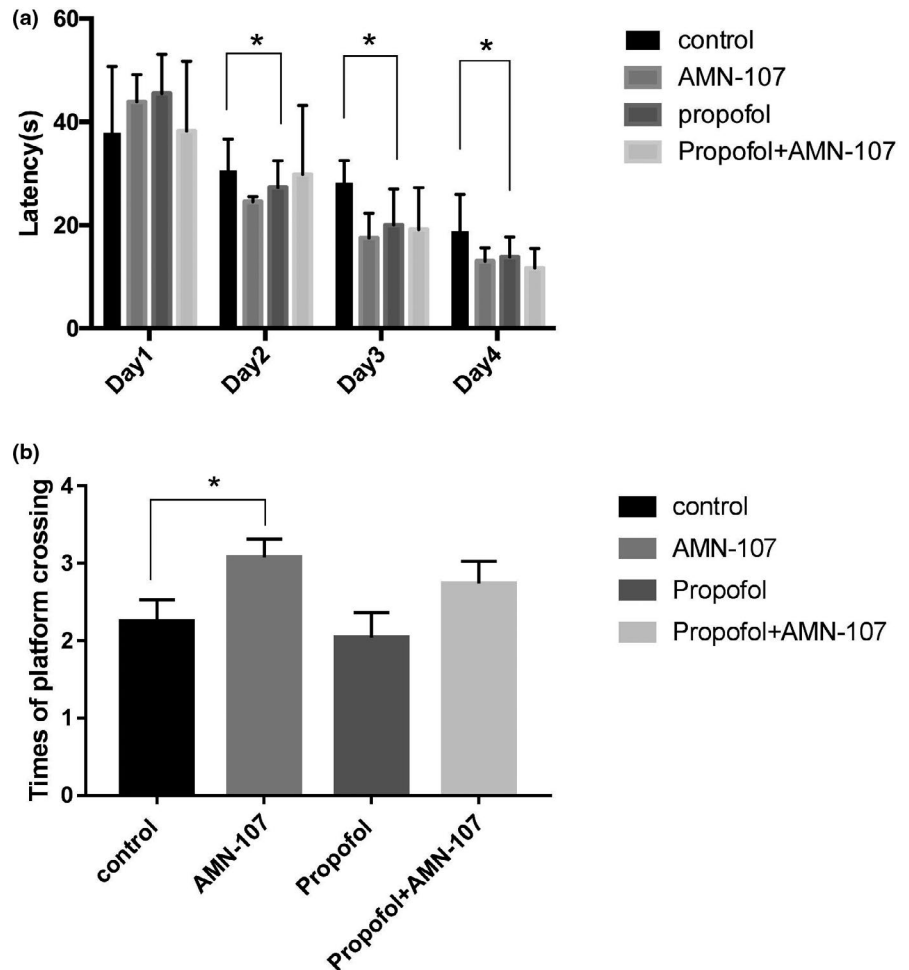 (a)
60
40
20
0
Latency(s)
*
*
*
Day1
Day2
Day3
Day4
control
AMN-107
propofol
Propofol+AMN-107
(b)
4
3
2
1
0
Times of platform crossing
*
control
AMN-107
Propofol
Propofol+AMN-107
control
AMN-107
Propofol
Propofol+AMN-107